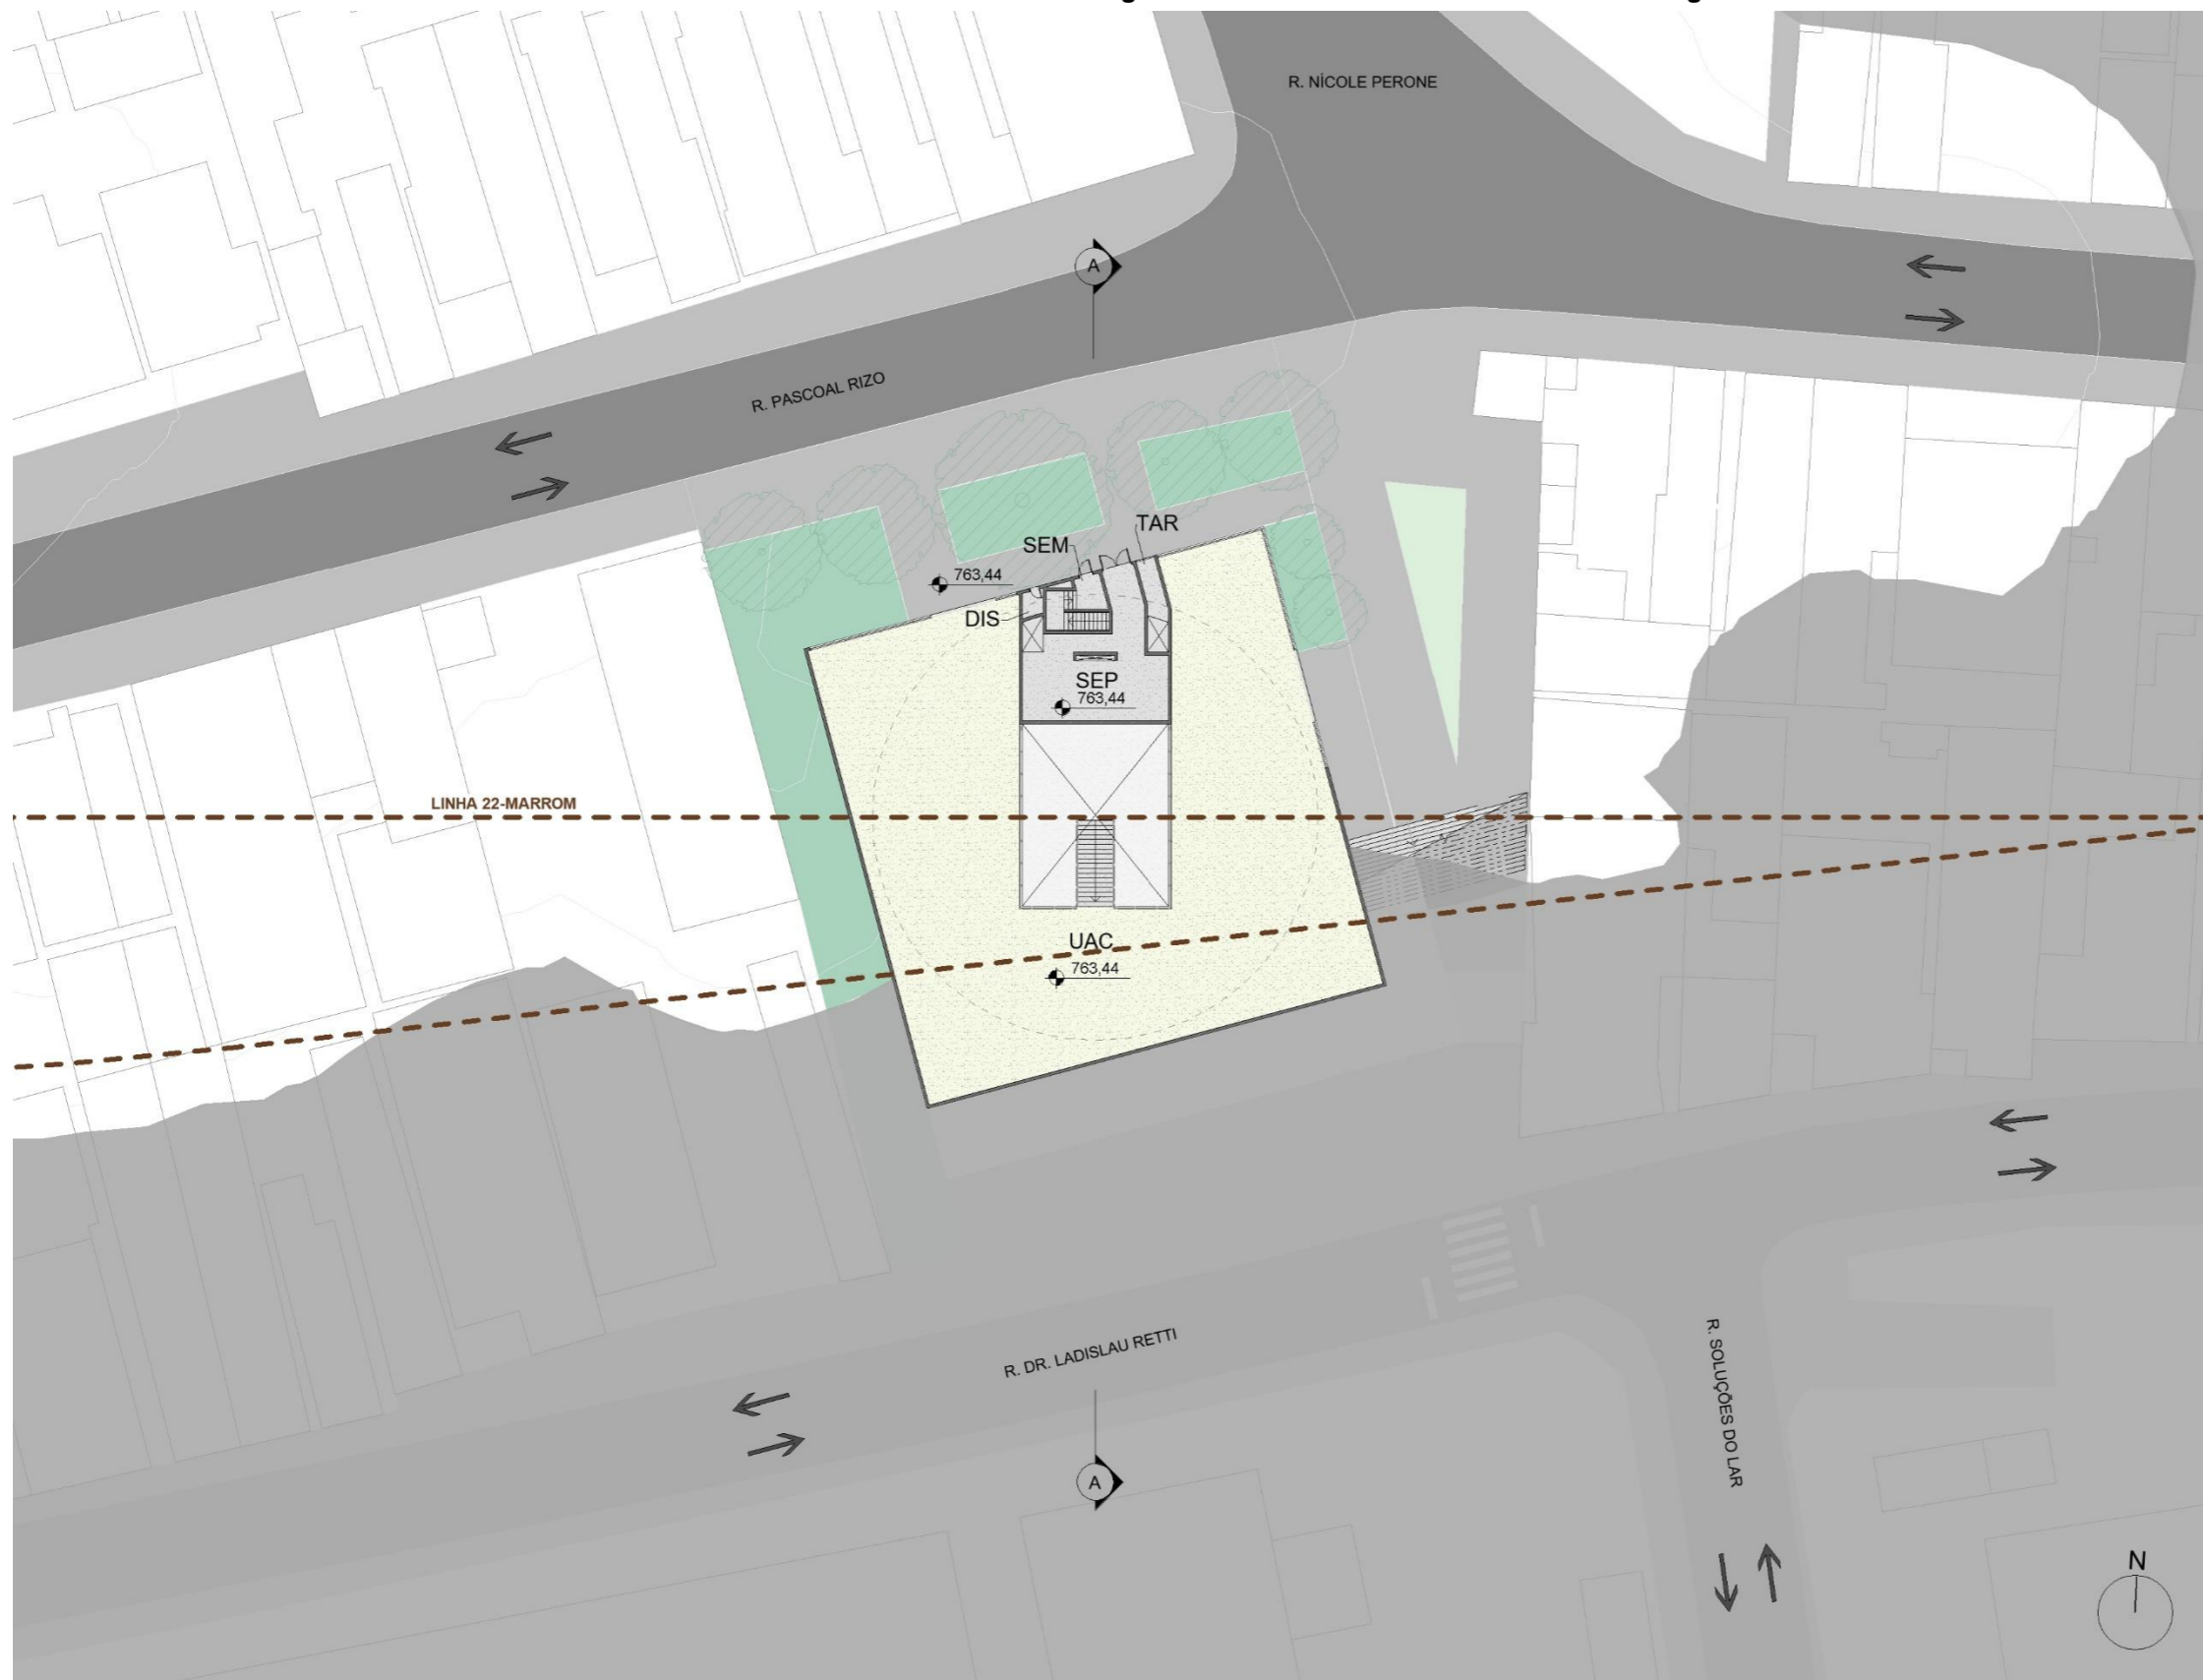 R. NÍCOLE PERONE
A
R. PASCOAL RIZO
TAR
SEM
763,44
DIS
SEP
763,44
LINHA 22-MARROM
UAC
763,44
R. DR. LADISLAU RETTI
R. SOLUÇÕES DO LAR
A
N